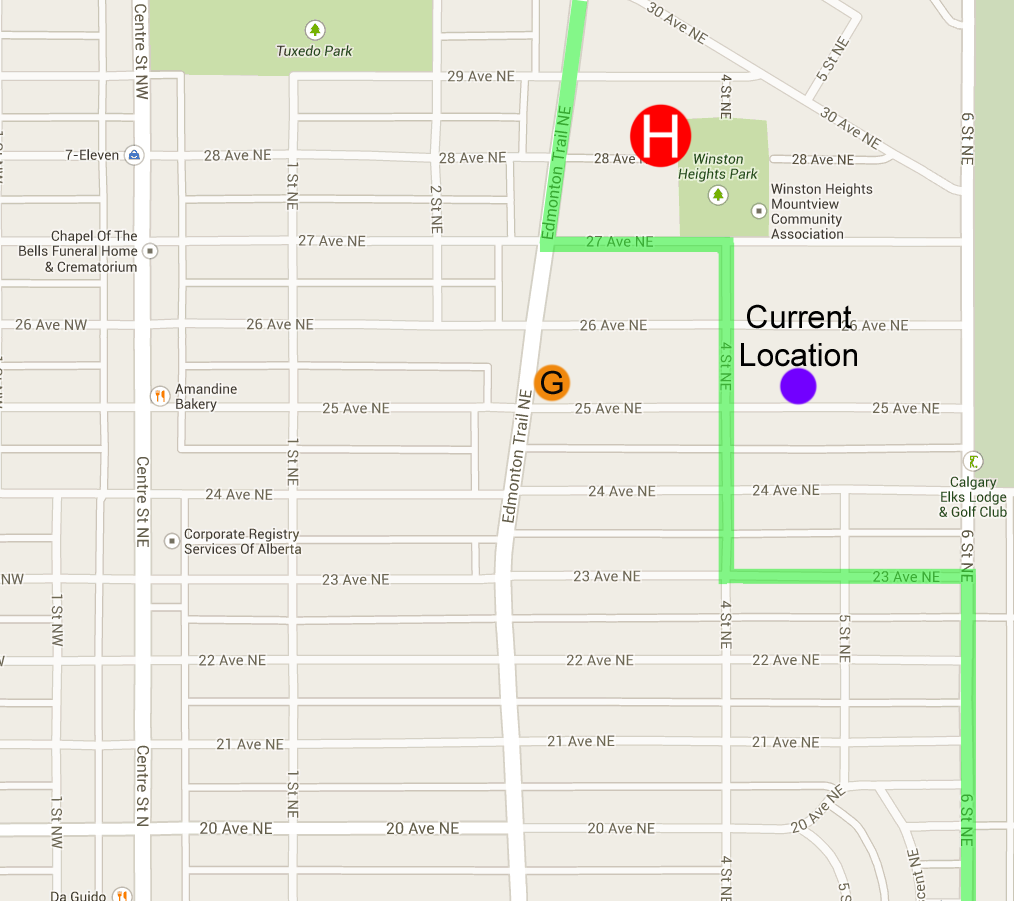 30 Ave NE
Centre St NW
Tuxedo Park
5 St NE
29 Ave NE
4 St NE
Edmonton Trail NE
30 Ave NE
6 St NE
H
7-Eleven
28 Ave NE
28 Ave NE
28 Ave
28 Ave NE
Winston
Heights Park
1 St NE
2 St NE
Winston Heights
Mountview
Community
Association
Chapel Of The
Bells Funeral Home
& Crematorium
27 Ave NE
27 Ave NE
Current
Location
26 Ave NW
26 Ave NE
26 Ave NE
26 Ave NE
4 St NE
G
Amandine
Bakery
25 Ave NE
25 Ave NE
25 Ave NE
Edmonton Trail NE
1 St NE
Centre St NE
24 Ave NE
24 Ave NE
24 Ave NE
Calgary
Elks Lodge
& Golf Club
Corporate Registry
Services Of Alberta
6 St NE
NW
23 Ave NE
23 Ave NE
23 Ave NE
1 St NW
4 St NE
5 St NE
22 Ave NE
22 Ave NE
22 Ave NE
21 Ave NE
21 Ave NE
21 Ave NE
Centre St N
1 St NE
1 St NW
20 Ave NE
20 Ave NE
20 Ave NE
20 Ave NE
6 St NE
4 St NE
5 S
cent NE
Da Guido